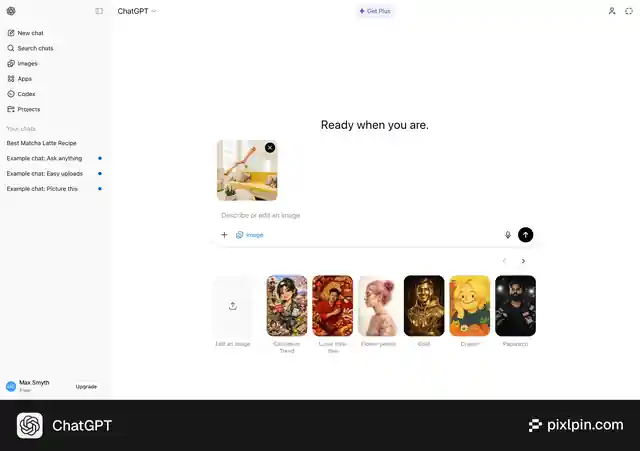 ChatGPT
Get Plus
New chat
Search chats
Images
Apps
Codex
Projects
Your chats
Best Matcha Latte Recipe
Example chat: Ask anything
Example chat: Easy uploads
Example chat: Picture this
Max Smyth
Upgrade
Ready when you are.
Describe or edit an image
Image
Edit an image
Caricature Trend
Flower petals
Gold
Crayon
Paparazzi
ChatGPT
pixlpin.com